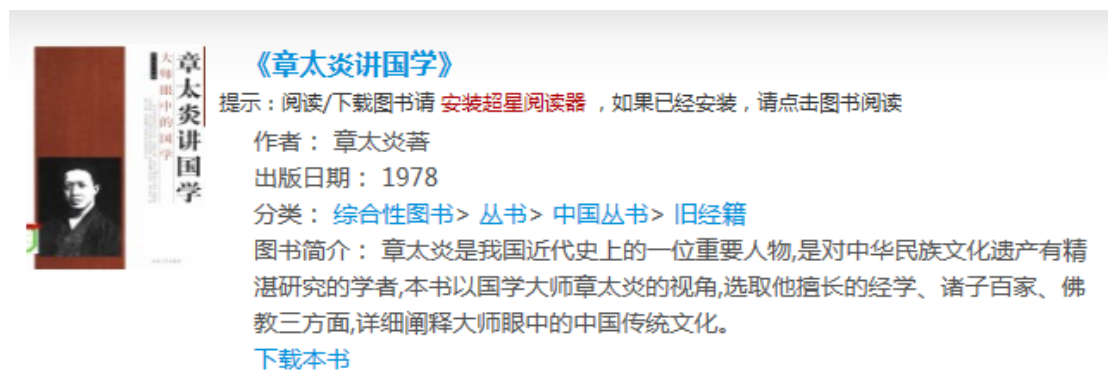 章太炎讲国学
大师眼中的国学
《章太炎讲国学》
提示：阅读/下载图书请 安装超星阅读器 ，如果已经安装，请点击图书阅读
作者： 章太炎著
出版日期： 1978
分类： 综合性图书> 丛书> 中国丛书> 旧经籍
图书简介： 章太炎是我国近代史上的一位重要人物,是对中华民族文化遗产有精
湛研究的学者,本书以国学大师章太炎的视角,选取他擅长的经学、诸子百家、佛
教三方面,详细阐释大师眼中的中国传统文化。
下载本书